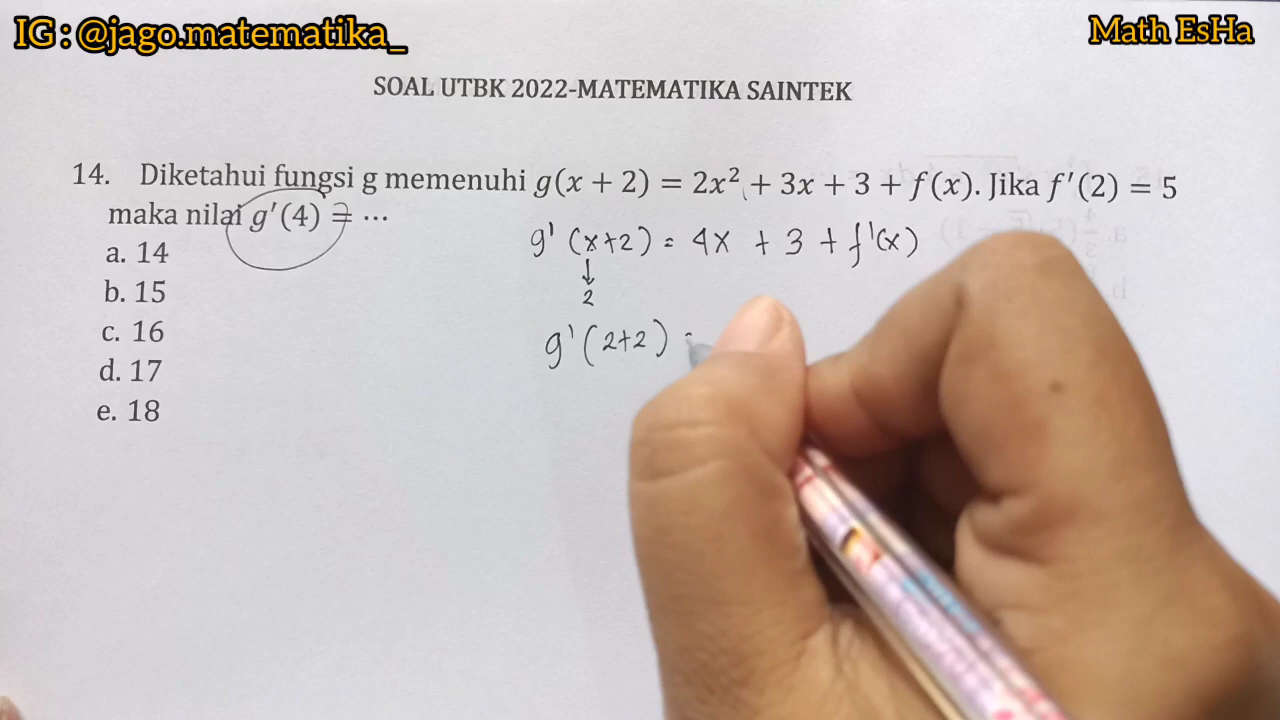 IG : @jago.matematika_
Math EsHa
SOAL UTBK 2022-MATEMATIKA SAINTEK
14. Diketahui fungsi g memenuhi g(x + 2) = 2x² + 3x + 3 + f(x). Jika f′(2) = 5
maka nilai g′(4) = ⋯
a. 14
b. 15
c. 16
d. 17
e. 18
g'(x+2) = 4x + 3 + f'(x)
↓
2
g'(2+2) =